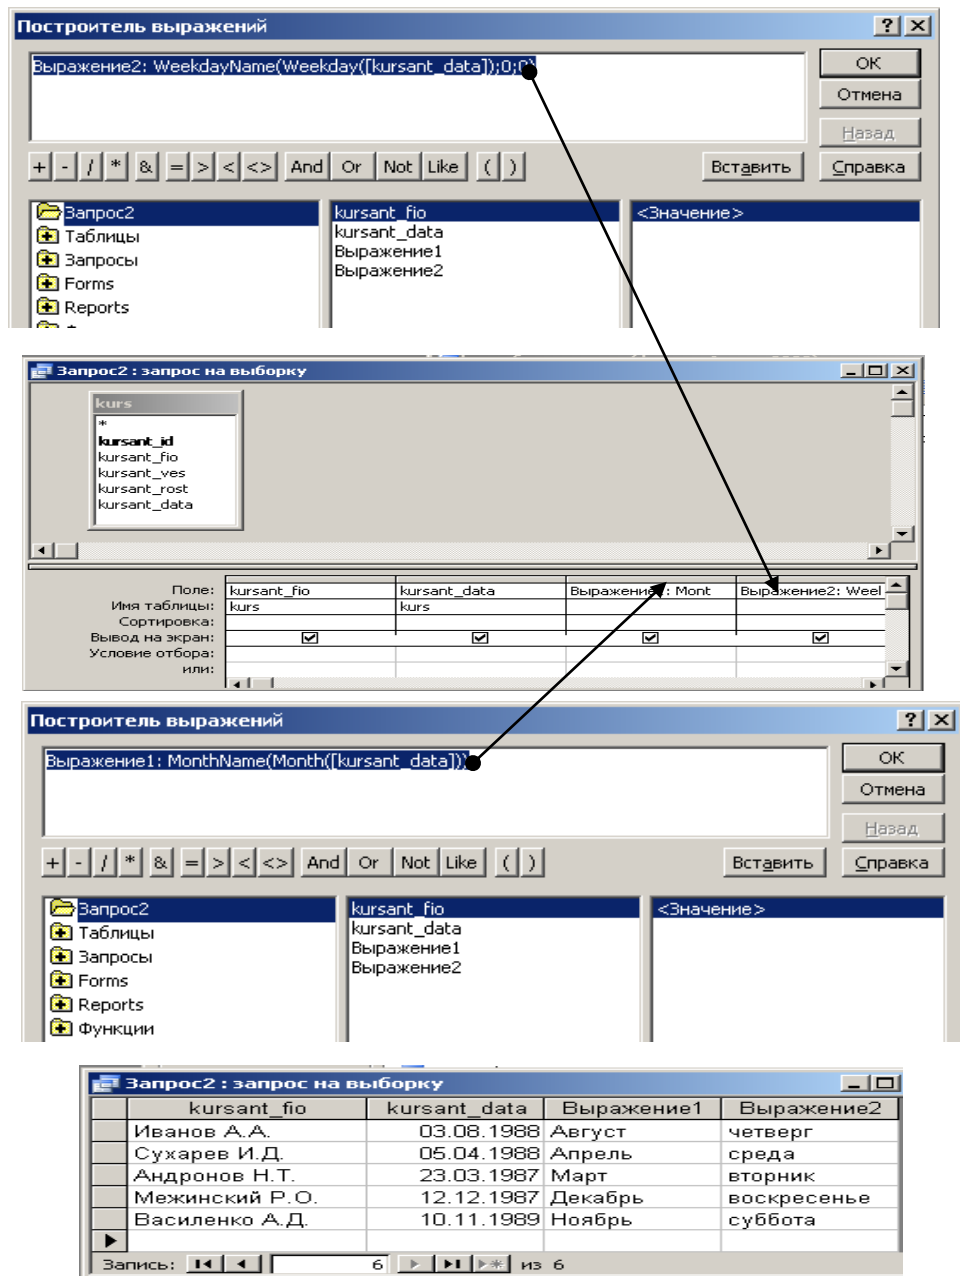 Построитель выражений
Выражение2: WeekdayName(Weekday([kursant_data]);0;0)
ОК
Отмена
Назад
+ - / * & = > < <> And Or Not Like ( ) Вставить Справка
Запрос2
Таблицы
Запросы
Forms
Reports
kursant_fio
kursant_data
Выражение1
Выражение2
<Значение>
Запрос2 : запрос на выборку
kurs
*
kursant_id
kursant_fio
kursant_ves
kursant_rost
kursant_data
Поле: kursant_fio kursant_data Выражение1: Mont Выражение2: Weel
Имя таблицы: kurs kurs
Сортировка:
Вывод на экран:
Условие отбора:
или:
Построитель выражений
Выражение1: MonthName(Month([kursant_data]))
ОК
Отмена
Назад
+ - / * & = > < <> And Or Not Like ( ) Вставить Справка
Запрос2
Таблицы
Запросы
Forms
Reports
Функции
kursant_fio
kursant_data
Выражение1
Выражение2
<Значение>
Запрос2 : запрос на выборку
kursant_fio kursant_data Выражение1 Выражение2
Иванов А.А. 03.08.1988 Август четверг
Сухарев И.Д. 05.04.1988 Апрель среда
Андронов Н.Т. 23.03.1987 Март вторник
Межинский Р.О. 12.12.1987 Декабрь воскресенье
Василенко А.Д. 10.11.1989 Ноябрь суббота
Запись: 6 из 6